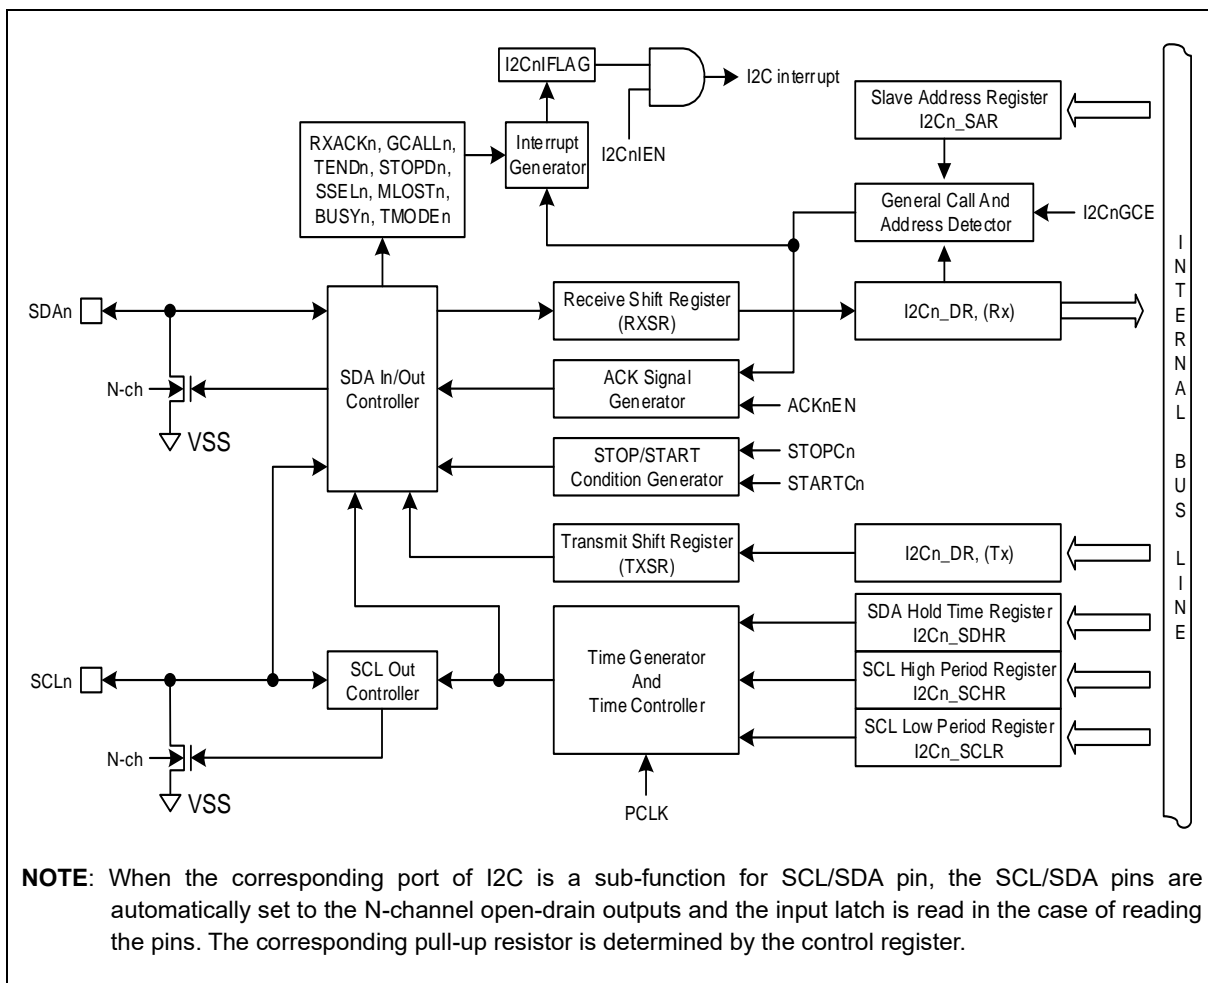 I2CnIFLAG
I2C interrupt
I2CnIEN
Slave Address Register
I2Cn_SAR
RXACKn, GCALLn,
TENDn, STOPDn,
SSELn, MLOSTn,
BUSYn, TMODEn
Interrupt
Generator
General Call And
Address Detector
I2CnGCE
INTERNAL BUS LINE
SDAn
Receive Shift Register
(RXSR)
I2Cn_DR, (Rx)
N-ch
SDA In/Out
Controller
ACK Signal
Generator
ACKnEN
VSS
STOP/START
Condition Generator
STOPCn
STARTCn
Transmit Shift Register
(TXSR)
I2Cn_DR, (Tx)
SDA Hold Time Register
I2Cn_SDHR
SCLn
SCL Out
Controller
Time Generator
And
Time Controller
SCL High Period Register
I2Cn_SCHR
SCL Low Period Register
I2Cn_SCLR
N-ch
VSS
PCLK
NOTE: When the corresponding port of I2C is a sub-function for SCL/SDA pin, the SCL/SDA pins are
automatically set to the N-channel open-drain outputs and the input latch is read in the case of reading
the pins. The corresponding pull-up resistor is determined by the control register.